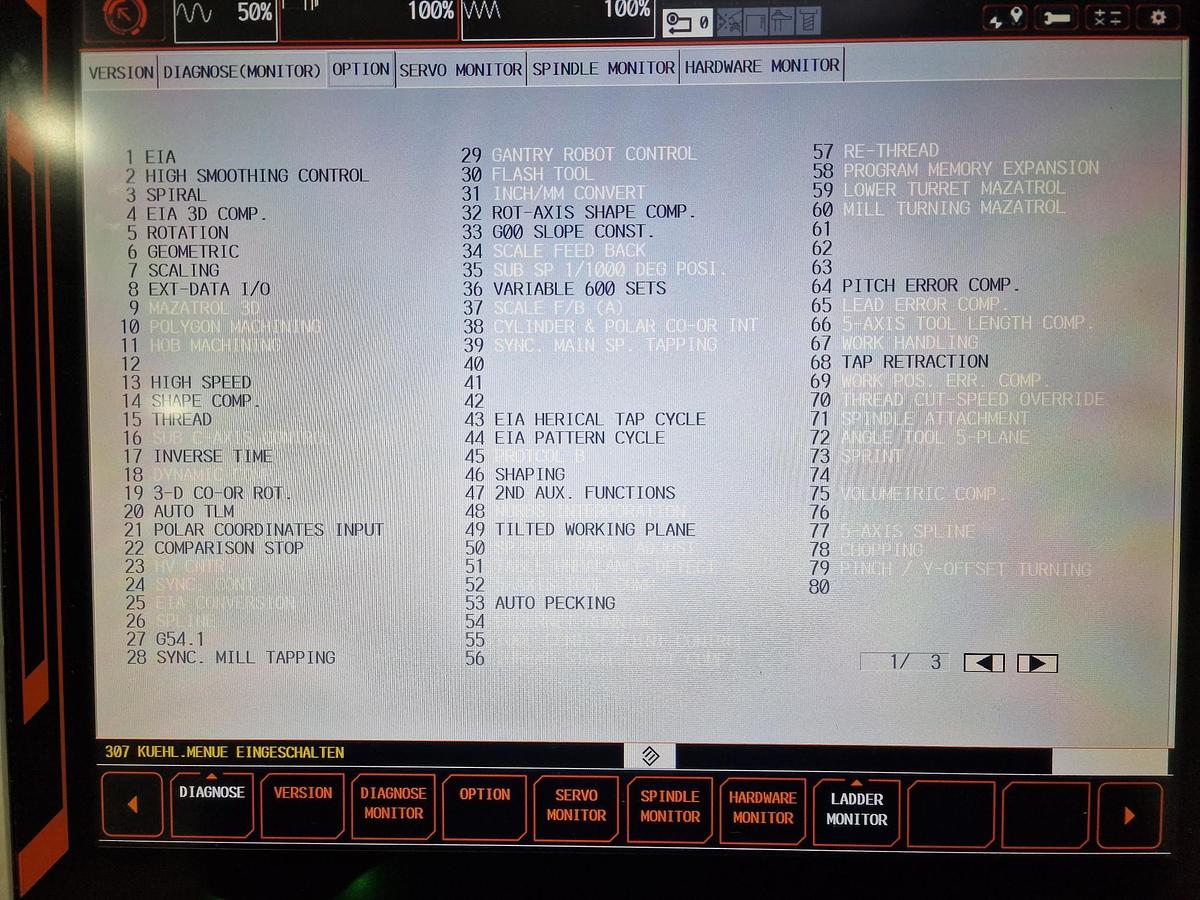 50%
100%
100%
0
VERSION DIAGNOSE(MONITOR) OPTION SERVO MONITOR SPINDLE MONITOR HARDWARE MONITOR
1 EIA
2 HIGH SMOOTHING CONTROL
3 SPIRAL
4 EIA 3D COMP.
5 ROTATION
6 GEOMETRIC
7 SCALING
8 EXT-DATA I/O
9 MAZATROL 3D
10 POLYGON MACHINING
11 HOB MACHINING
12
13 HIGH SPEED
14 SHAPE COMP.
15 THREAD
16 SUB C-AXIS CONTROL
17 INVERSE TIME
18 DYNAMIC
19 3-D CO-OR ROT.
20 AUTO TLM
21 POLAR COORDINATES INPUT
22 COMPARISON STOP
23 HV CNTR.
24 SYNC. CONT.
25 EIA CONVERSION
26 SPLINE
27 G54.1
28 SYNC. MILL TAPPING
29 GANTRY ROBOT CONTROL
30 FLASH TOOL
31 INCH/MM CONVERT
32 ROT-AXIS SHAPE COMP.
33 G00 SLOPE CONST.
34 SCALE FEED BACK
35 SUB SP 1/1000 DEG POSI.
36 VARIABLE 600 SETS
37 SCALE F/B (A)
38 CYLINDER & POLAR CO-OR INT
39 SYNC. MAIN SP. TAPPING
40
41
42
43 EIA HERICAL TAP CYCLE
44 EIA PATTERN CYCLE
45 PROTCOL B
46 SHAPING
47 2ND AUX. FUNCTIONS
48 INTERPORATION
49 TILTED WORKING PLANE
50
51
52
53 AUTO PECKING
54
55
56
57 RE-THREAD
58 PROGRAM MEMORY EXPANSION
59 LOWER TURRET MAZATROL
60 MILL TURNING MAZATROL
61
62
63
64 PITCH ERROR COMP.
65 LEAD ERROR COMP.
66 5-AXIS TOOL LENGTH COMP.
67 WORK HANDLING
68 TAP RETRACTION
69 WORK POS. ERR. COMP.
70 THREAD CUT-SPEED OVERRIDE
71 SPINDLE ATTACHMENT
72 ANGLE TOOL 5-PLANE
73 SPRINT
74
75 VOLUMETRIC COMP.
76
77 5-AXIS SPLINE
78 CHOPPING
79 PINCH / Y-OFFSET TURNING
80
1/ 3
307 KUEHL.MENUE EINGESCHALTEN
DIAGNOSE
VERSION
DIAGNOSE
MONITOR
OPTION
SERVO
MONITOR
SPINDLE
MONITOR
HARDWARE
MONITOR
LADDER
MONITOR